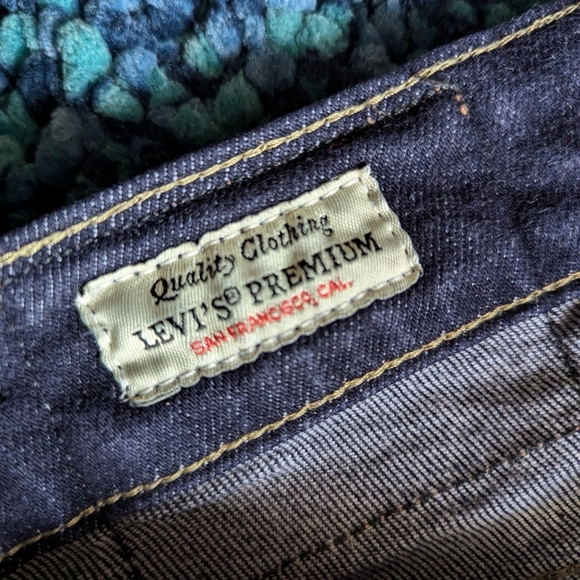 Quality Clothing
LEVI'S® PREMIUM
SAN FRANCISCO, CAL.